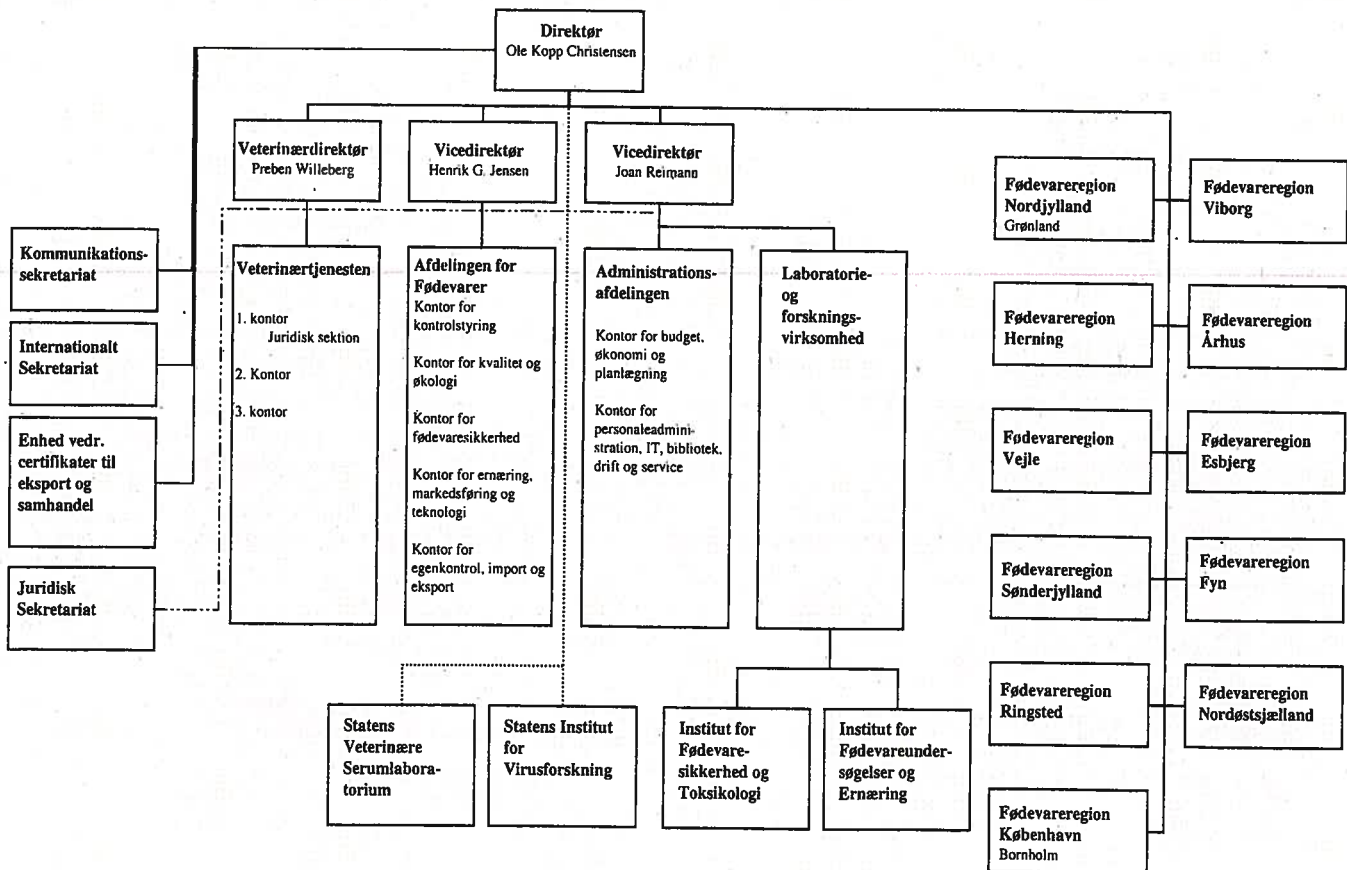 Direktør
Ole Kopp Christensen
Veterinærdirektør
Preben Willeberg
Vicedirektør
Henrik G. Jensen
Vicedirektør
Joan Reimann
Kommunikations-
sekretariat
Internationalt
Sekretariat
Enhed vedr.
certifikater til
eksport og
samhandel
Juridisk
Sekretariat
Veterinærtjenesten
1. kontor
Juridisk sektion
2. Kontor
3. kontor
Afdelingen for
Fødevarer
Kontor for
kontrolstyring
Kontor for kvalitet og
økologi
Kontor for
fødevaresikkerhed
Kontor for ernæring,
markedsføring og
teknologi
Kontor for
egenkontrol, import og
eksport
Administrations-
afdelingen
Kontor for budget,
økonomi og
planlægning
Kontor for
personaleadmini-
stration, IT, bibliotek,
drift og service
Laboratorie-
og
forsknings-
virksomhed
Statens
Veterinære
Serumlabora-
torium
Statens Institut
for
Virusforskning
Institut for
Fødevare-
sikkerhed og
Toksikologi
Institut for
Fødevareunder-
søgelser og
Ernæring
Fødevareregion
Nordjylland
Grønland
Fødevareregion
Viborg
Fødevareregion
Herning
Fødevareregion
Århus
Fødevareregion
Vejle
Fødevareregion
Esbjerg
Fødevareregion
Sønderjylland
Fødevareregion
Fyn
Fødevareregion
Ringsted
Fødevareregion
Nordøstsjælland
Fødevareregion
København
Bornholm